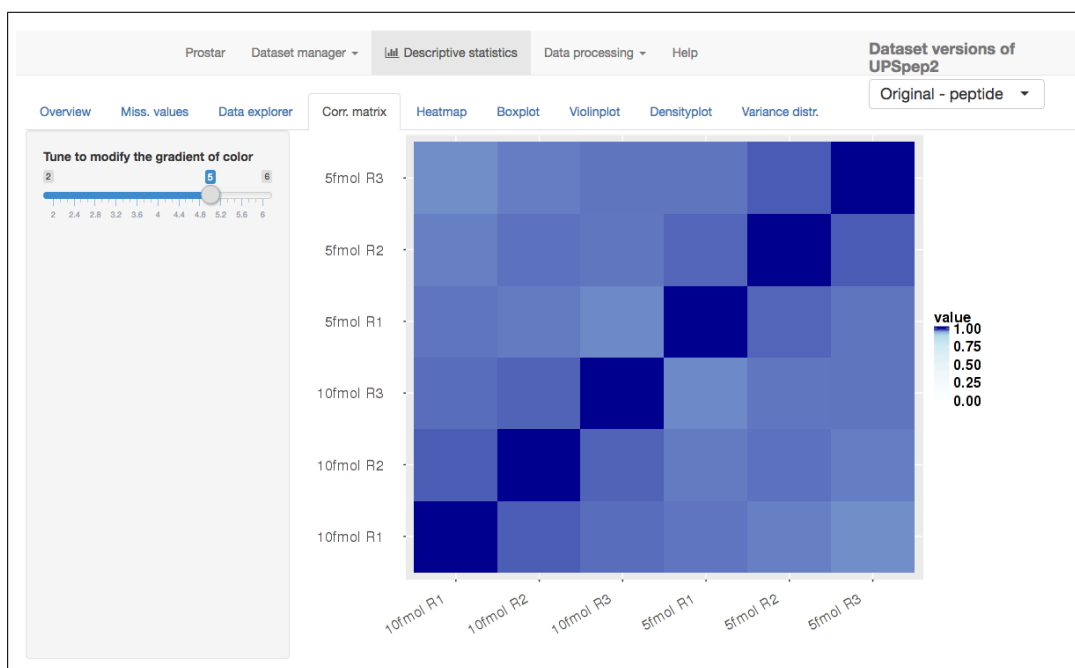 Prostar Dataset manager Descriptive statistics Data processing Help
Dataset versions of
UPSpep2
Original - peptide
Overview Miss. values Data explorer Corr. matrix Heatmap Boxplot Violinplot Densityplot Variance distr.
Tune to modify the gradient of color
2 5 6
2 2.4 2.8 3.2 3.6 4 4.4 4.8 5.2 5.6 6
5fmol R3
5fmol R2
5fmol R1
10fmol R3
10fmol R2
10fmol R1
10fmol R1 10fmol R2 10fmol R3 5fmol R1 5fmol R2 5fmol R3
value
1.00
0.75
0.50
0.25
0.00